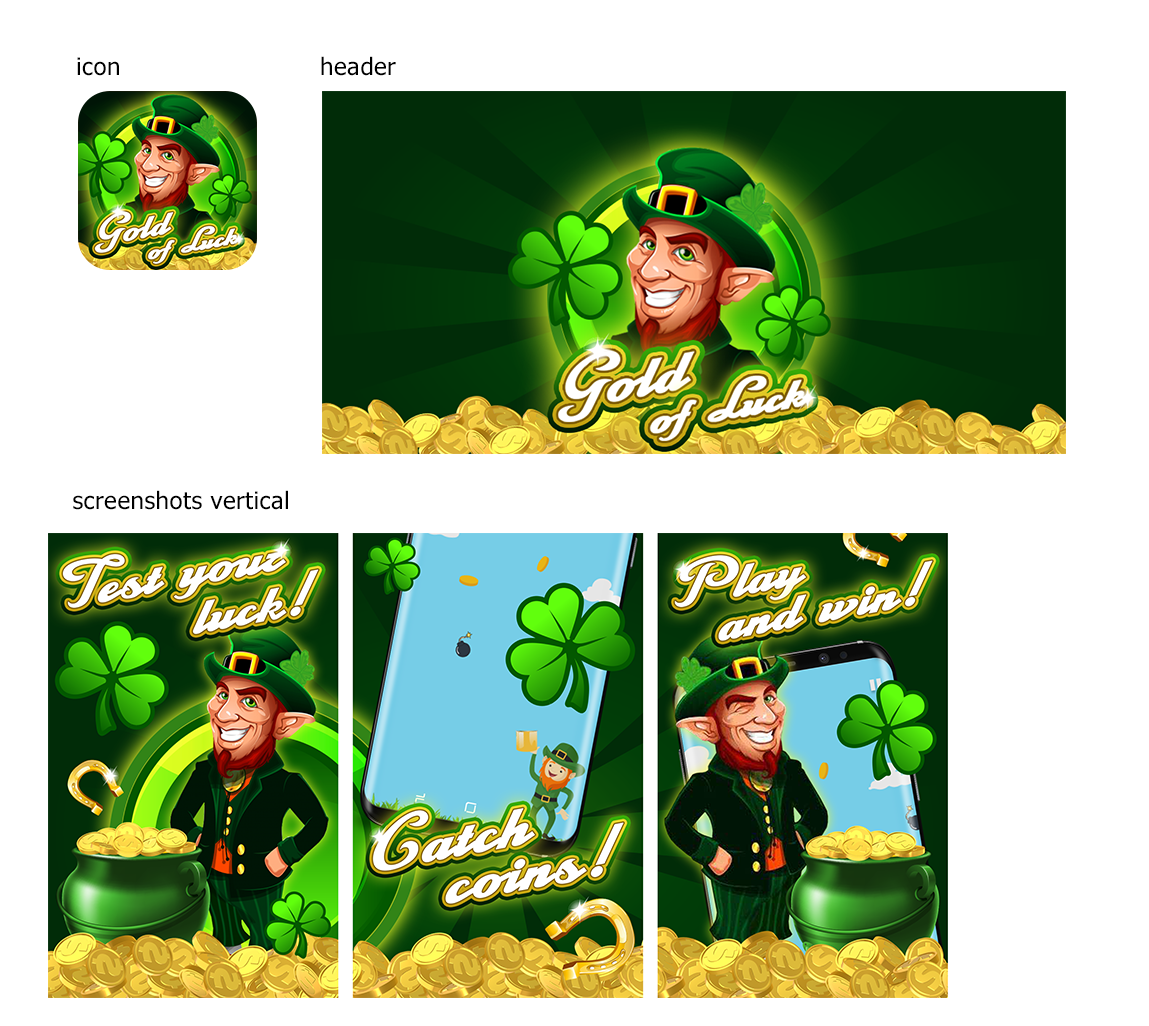 icon
header
Gold
of Luck
Gold
of Luck
screenshots vertical
Test your
luck!
Catch
coins!
Play
and win!